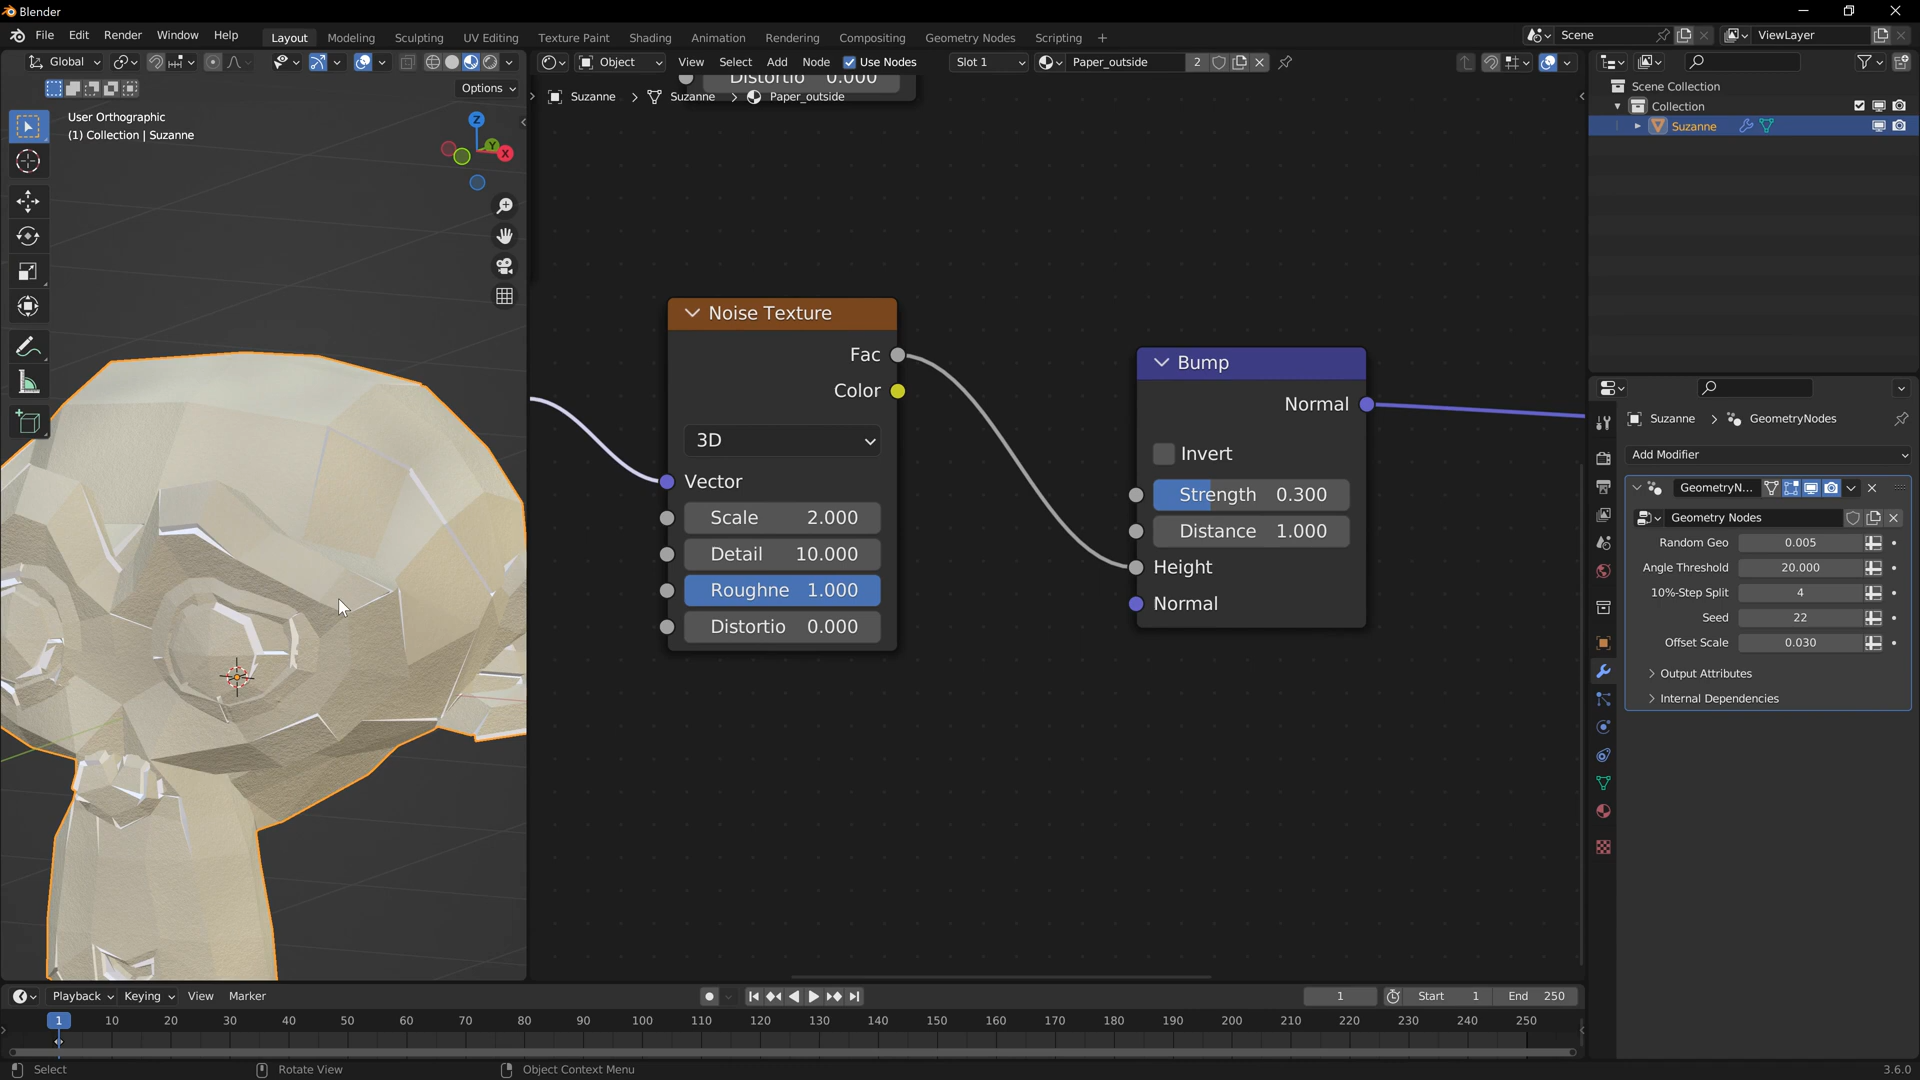 Blender
File Edit Render Window Help
Layout Modeling Sculpting UV Editing Texture Paint Shading Animation Rendering Compositing Geometry Nodes Scripting +
Scene
ViewLayer
Global
Options
User Orthographic
(1) Collection | Suzanne
Z
Y
X
Object
View Select Add Node Use Nodes
Slot 1
Paper_outside 2
Distortio 0.000
Suzanne > Suzanne > Paper_outside
Noise Texture
Fac
Color
3D
Vector
Scale 2.000
Detail 10.000
Roughne 1.000
Distortio 0.000
Bump
Normal
Invert
Strength 0.300
Distance 1.000
Height
Normal
Scene Collection
Collection
Suzanne
Suzanne > GeometryNodes
Add Modifier
GeometryN...
Geometry Nodes
Random Geo 0.005
Angle Threshold 20.000
10%-Step Split 4
Seed 22
Offset Scale 0.030
Output Attributes
Internal Dependencies
Playback Keying View Marker
1
Start 1
End 250
1 10 20 30 40 50 60 70 80 90 100 110 120 130 140 150 160 170 180 190 200 210 220 230 240 250
Select
Rotate View
Object Context Menu
3.6.0